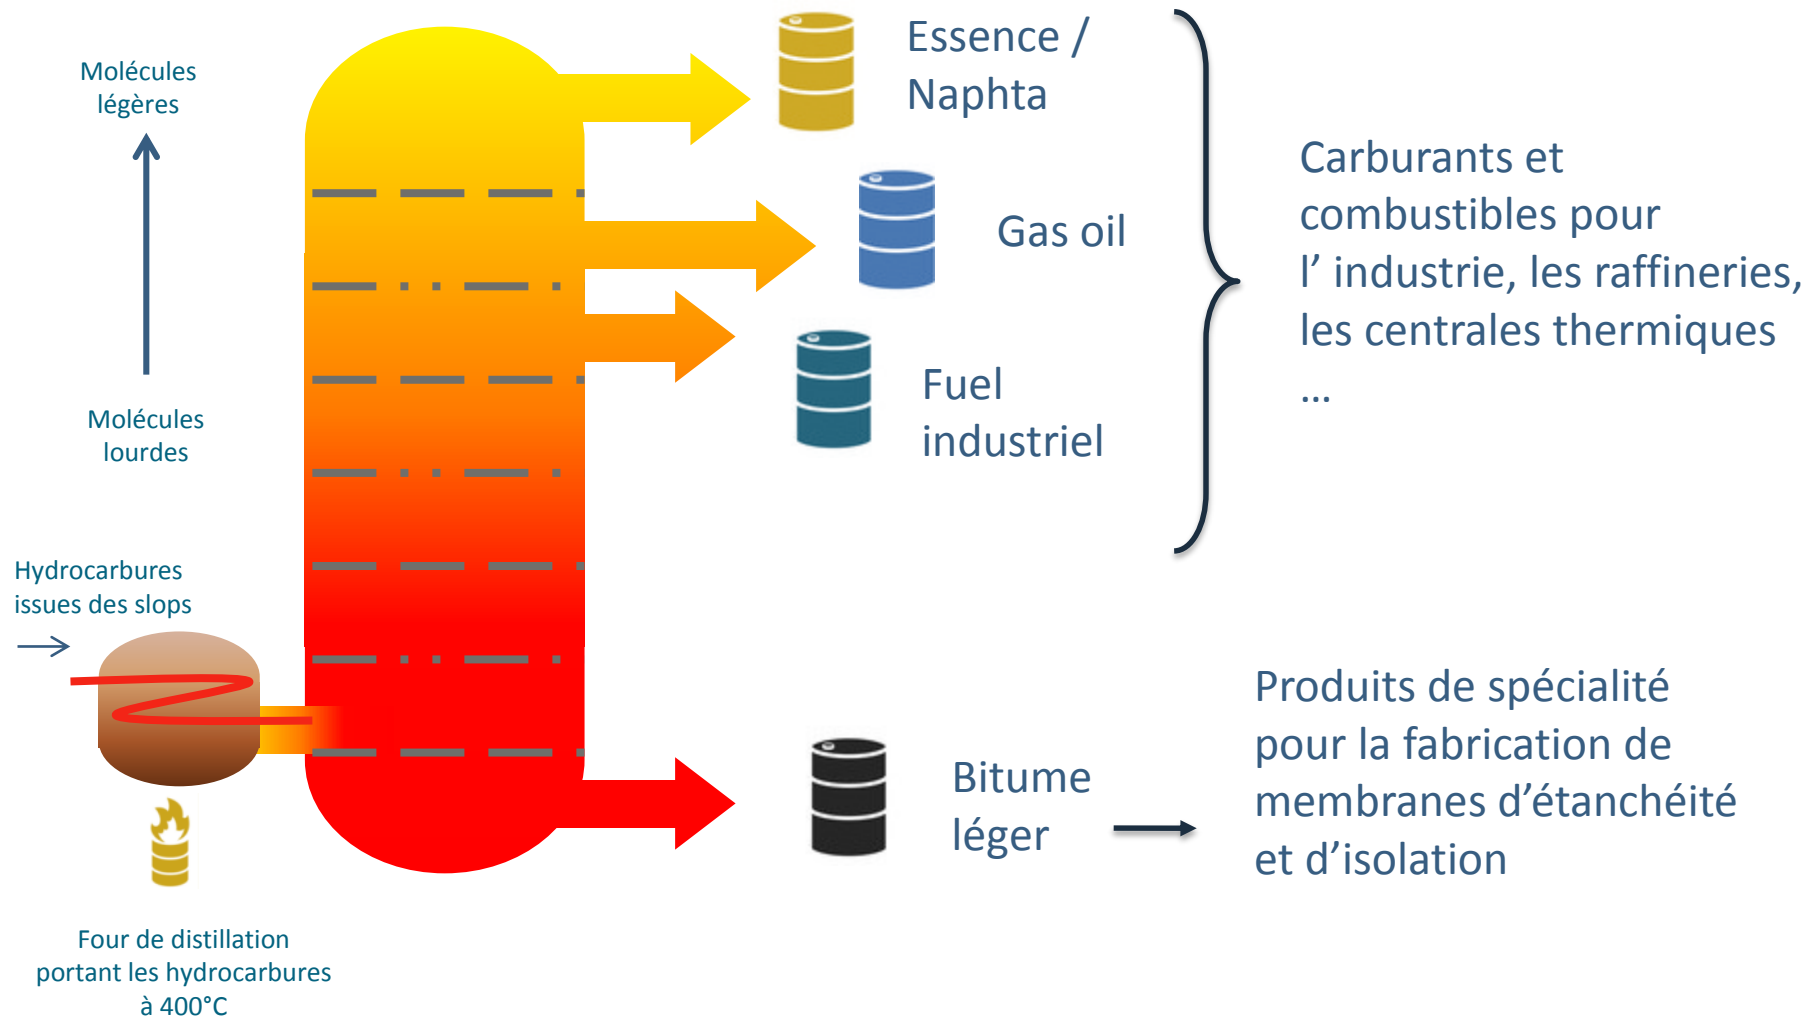 Molécules
légères
Molécules
lourdes
Hydrocarbures
issues des slops
Four de distillation
portant les hydrocarbures
à 400°C
Essence /
Naphta
Gas oil
Fuel
industriel
Carburants et
combustibles pour
l’ industrie, les raffineries,
les centrales thermiques
…
Bitume
léger
Produits de spécialité
pour la fabrication de
membranes d’étanchéité
et d’isolation